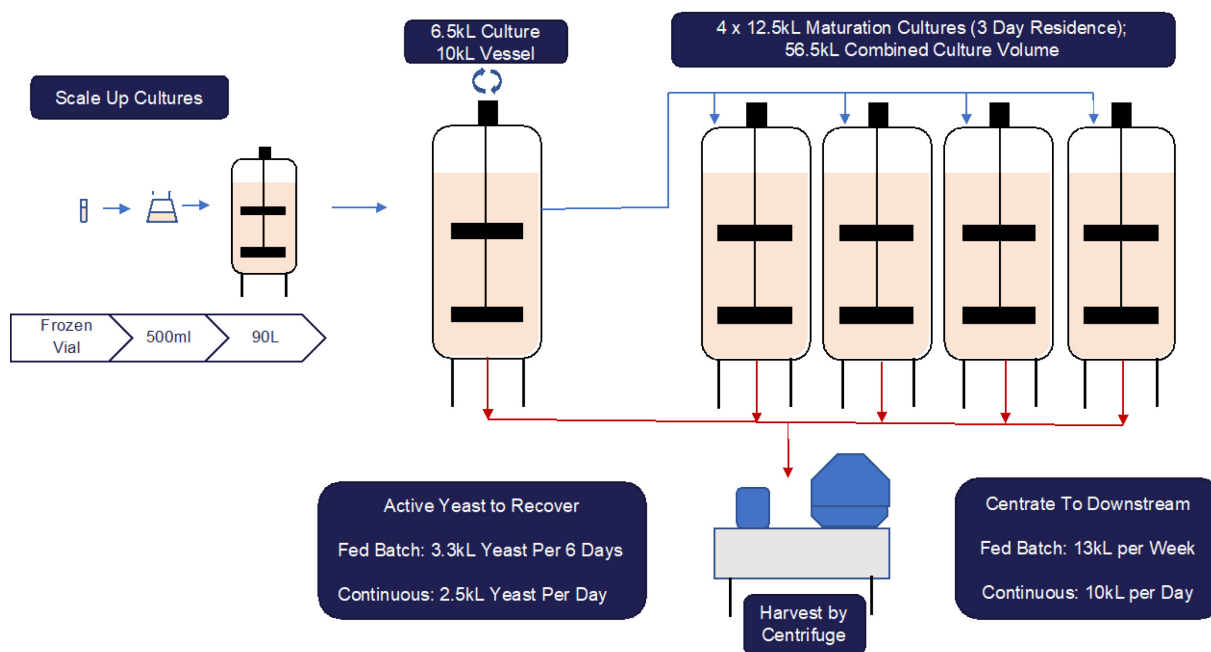 6.5kL Culture
10kL Vessel
4 x 12.5kL Maturation Cultures (3 Day Residence);
56.5kL Combined Culture Volume
Scale Up Cultures
Frozen
Vial
500ml
90L
Active Yeast to Recover
Fed Batch: 3.3kL Yeast Per 6 Days
Continuous: 2.5kL Yeast Per Day
Harvest by
Centrifuge
Centrate To Downstream
Fed Batch: 13kL per Week
Continuous: 10kL per Day